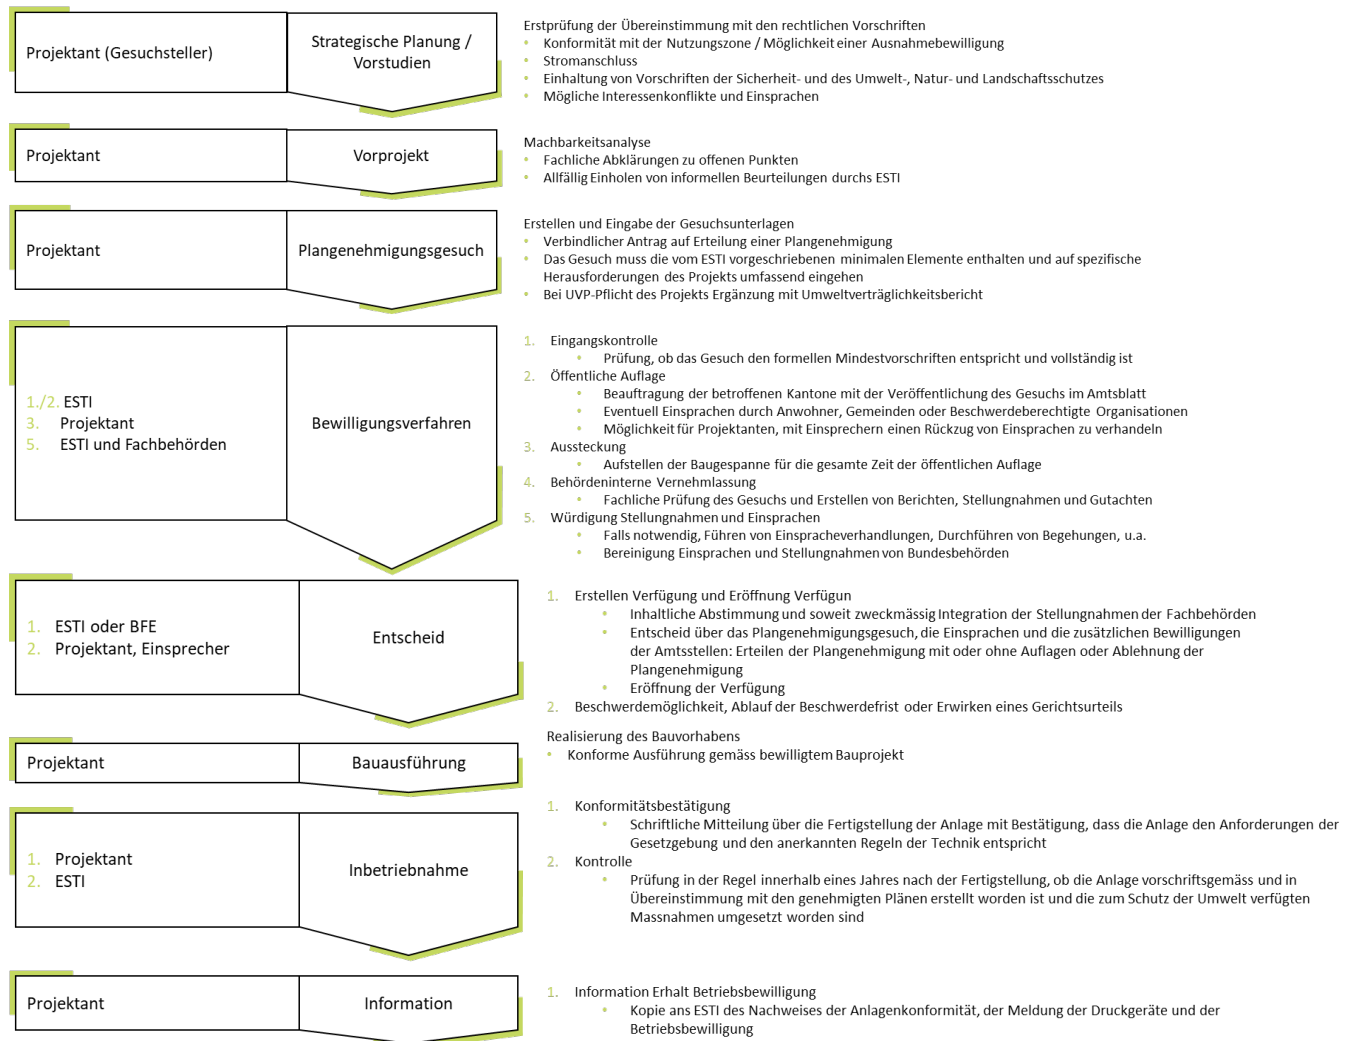 Projektant (Gesuchsteller)
Strategische Planung /
Vorstudien
Erstprüfung der Übereinstimmung mit den rechtlichen Vorschriften
• Konformität mit der Nutzungszone / Möglichkeit einer Ausnahmebewilligung
• Stromanschluss
• Einhaltung von Vorschriften der Sicherheit- und des Umwelt-, Natur- und Landschaftsschutzes
• Mögliche Interessenkonflikte und Einsprachen
Projektant
Vorprojekt
Machbarkeitsanalyse
• Fachliche Abklärungen zu offenen Punkten
• Allfällig Einholen von informellen Beurteilungen durchs ESTI
Projektant
Plangenehmigungsgesuch
Erstellen und Eingabe der Gesuchsunterlagen
• Verbindlicher Antrag auf Erteilung einer Plangenehmigung
• Das Gesuch muss die vom ESTI vorgeschriebenen minimalen Elemente enthalten und auf spezifische
Herausforderungen des Projekts umfassend eingehen
• Bei UVP-Pflicht des Projekts Ergänzung mit Umweltverträglichkeitsbericht
1./2. ESTI
3. Projektant
5. ESTI und Fachbehörden
Bewilligungsverfahren
1. Eingangskontrolle
• Prüfung, ob das Gesuch den formellen Mindestvorschriften entspricht und vollständig ist
2. Öffentliche Auflage
• Beauftragung der betroffenen Kantone mit der Veröffentlichung des Gesuchs im Amtsblatt
• Eventuell Einsprachen durch Anwohner, Gemeinden oder Beschwerdeberechtigte Organisationen
• Möglichkeit für Projektanten, mit Einsprechern einen Rückzug von Einsprachen zu verhandeln
3. Aussteckung
• Aufstellen der Baugespanne für die gesamte Zeit der öffentlichen Auflage
4. Behördeninterne Vernehmlassung
• Fachliche Prüfung des Gesuchs und Erstellen von Berichten, Stellungnahmen und Gutachten
5. Würdigung Stellungnahmen und Einsprachen
• Falls notwendig, Führen von Einspracheverhandlungen, Durchführen von Begehungen, u.a.
• Bereinigung Einsprachen und Stellungnahmen von Bundesbehörden
1. ESTI oder BFE
2. Projektant, Einsprecher
Entscheid
1. Erstellen Verfügung und Eröffnung Verfügun
• Inhaltliche Abstimmung und soweit zweckmässig Integration der Stellungnahmen der Fachbehörden
• Entscheid über das Plangenehmigungsgesuch, die Einsprachen und die zusätzlichen Bewilligungen
der Amtsstellen: Erteilen der Plangenehmigung mit oder ohne Auflagen oder Ablehnung der
Plangenehmigung
• Eröffnung der Verfügung
2. Beschwerdemöglichkeit, Ablauf der Beschwerdefrist oder Erwirken eines Gerichtsurteils
Projektant
Bauausführung
Realisierung des Bauvorhabens
• Konforme Ausführung gemäss bewilligtem Bauprojekt
1. Projektant
2. ESTI
Inbetriebnahme
1. Konformitätsbestätigung
• Schriftliche Mitteilung über die Fertigstellung der Anlage mit Bestätigung, dass die Anlage den Anforderungen der
Gesetzgebung und den anerkannten Regeln der Technik entspricht
2. Kontrolle
• Prüfung in der Regel innerhalb eines Jahres nach der Fertigstellung, ob die Anlage vorschriftsgemäss und in
Übereinstimmung mit den genehmigten Plänen erstellt worden ist und die zum Schutz der Umwelt verfügten
Massnahmen umgesetzt worden sind
Projektant
Information
1. Information Erhalt Betriebsbewilligung
• Kopie ans ESTI des Nachweises der Anlagenkonformität, der Meldung der Druckgeräte und der
Betriebsbewilligung